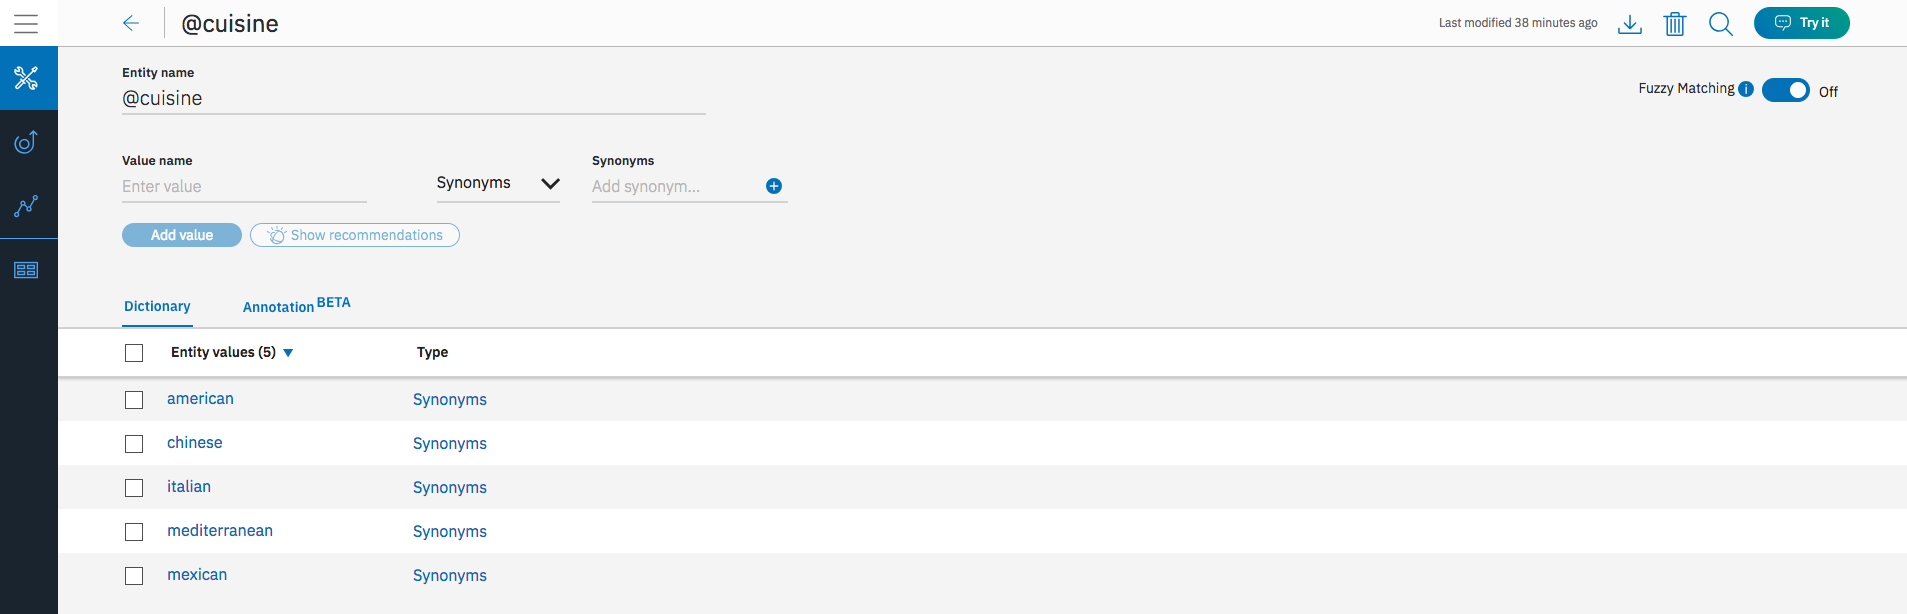 @cuisine
Last modified 38 minutes ago
Try it
Entity name
@cuisine
Fuzzy Matching i Off
Value name
Synonyms
Enter value
Synonyms
Add synonym...
Add value
Show recommendations
Dictionary
Annotation BETA
Entity values (5) Type
american Synonyms
chinese Synonyms
italian Synonyms
mediterranean Synonyms
mexican Synonyms